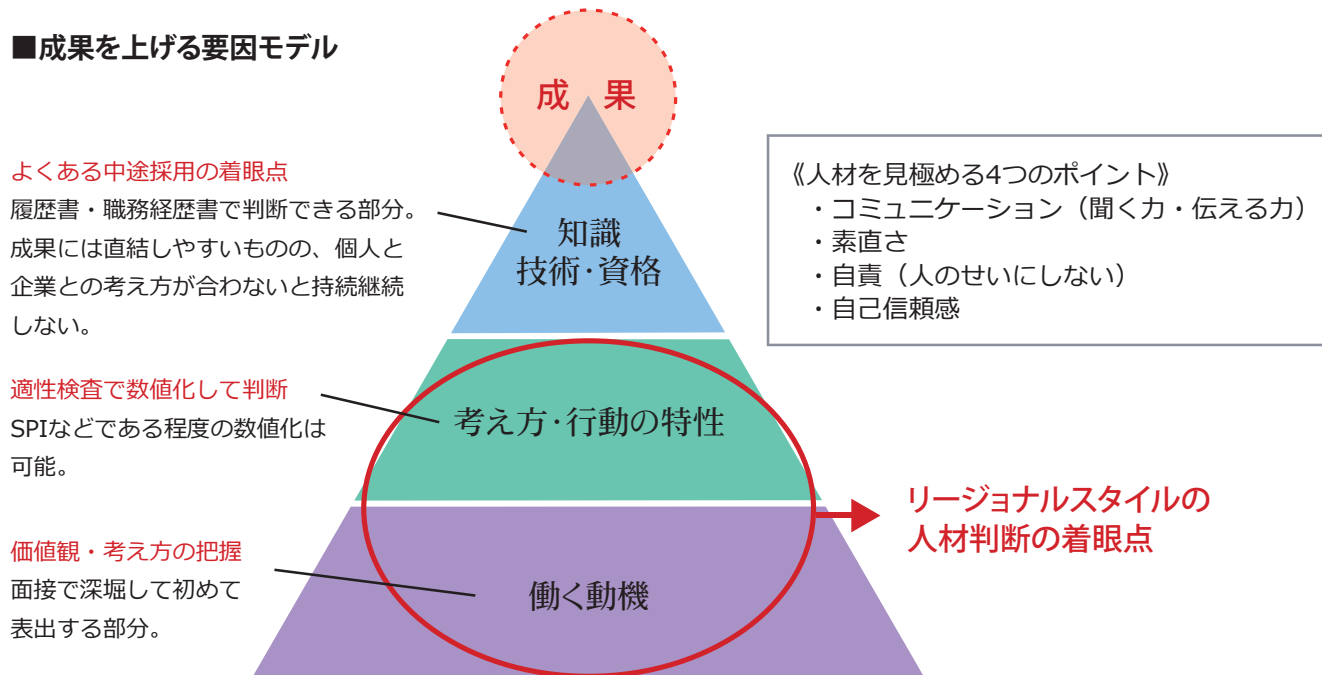 ■成果を上げる要因モデル
成 果
よくある中途採用の着眼点
履歴書・職務経歴書で判断できる部分。
成果には直結しやすいものの、個人と
企業との考え方が合わないと持続継続
しない。
知識
技術・資格
《人材を見極める4つのポイント》
・コミュニケーション（聞く力・伝える力）
・素直さ
・自責（人のせいにしない）
・自己信頼感
適性検査で数値化して判断
SPIなどである程度の数値化は
可能。
考え方・行動の特性
リージョナルスタイルの
人材判断の着眼点
価値観・考え方の把握
面接で深堀して初めて
表出する部分。
働く動機